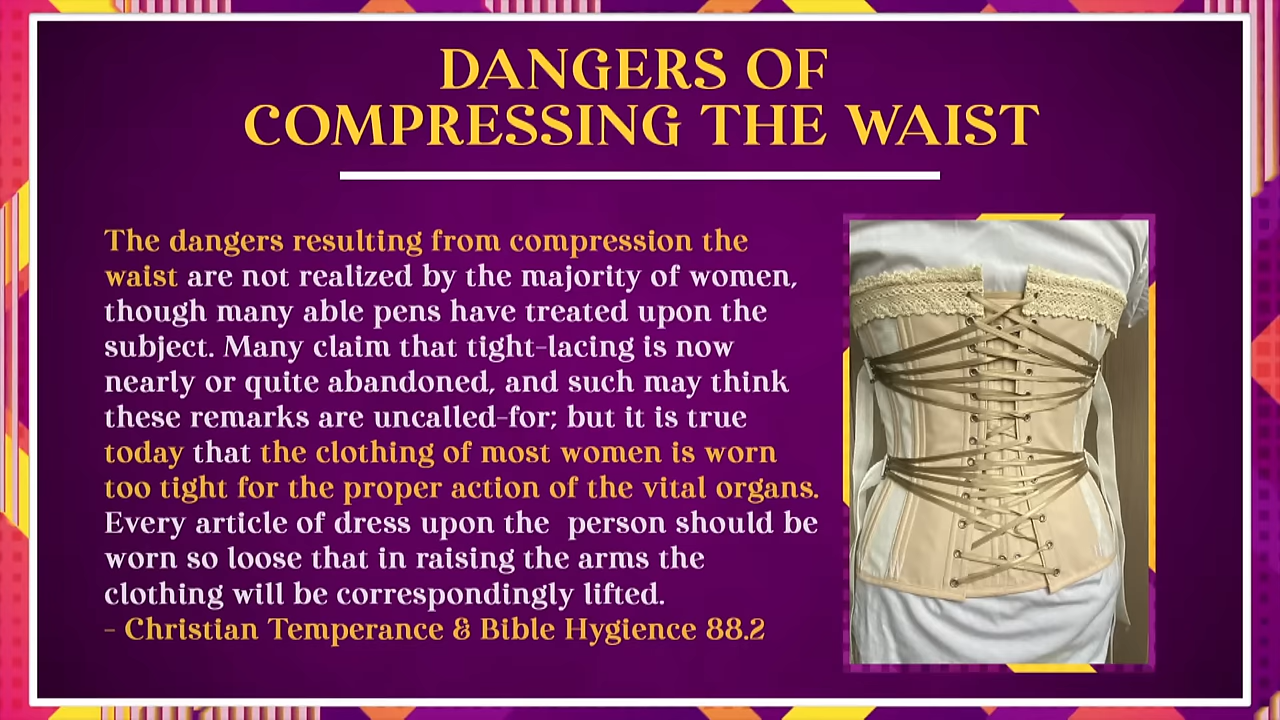 DANGERS OF
COMPRESSING THE WAIST
The dangers resulting from compression the
waist are not realized by the majority of women,
though many able pens have treated upon the
subject. Many claim that tight-lacing is now
nearly or quite abandoned, and such may think
these remarks are uncalled-for; but it is true
today that the clothing of most women is worn
too tight for the proper action of the vital organs.
Every article of dress upon the  person should be
worn so loose that in raising the arms the
clothing will be correspondingly lifted.
- Christian Temperance & Bible Hygience 88.2